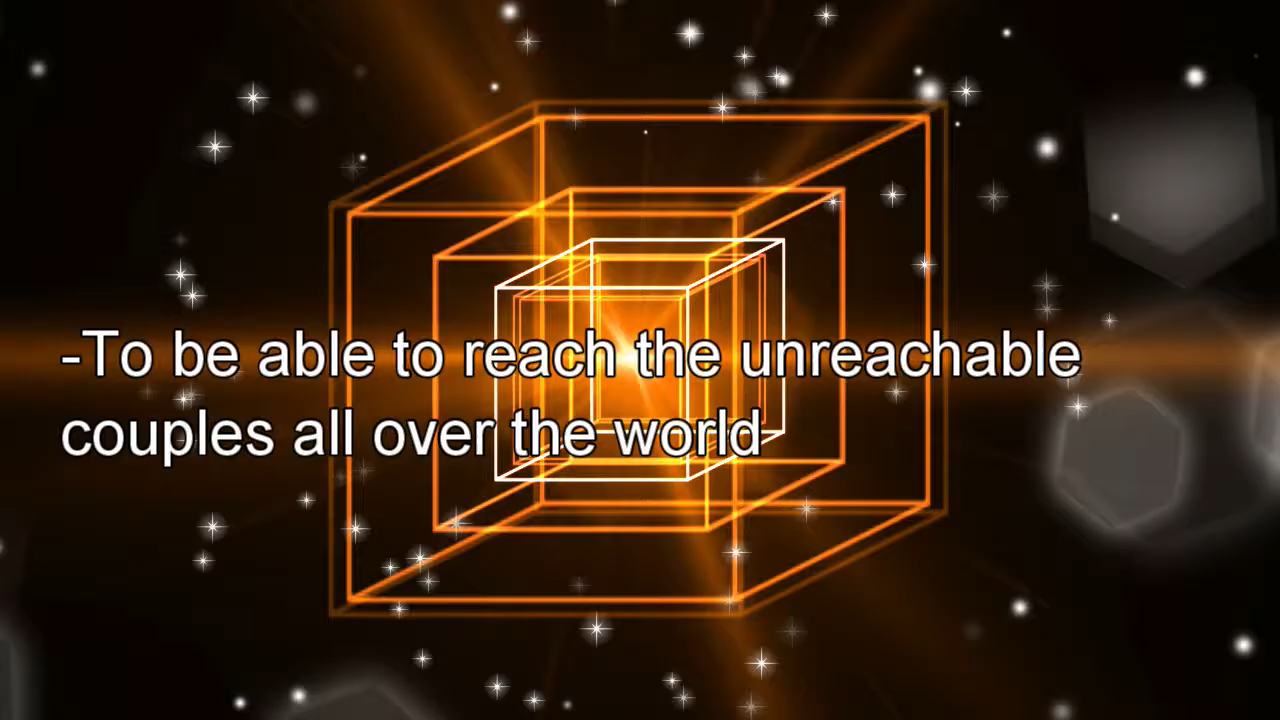 -To be able to reach the unreachable
couples all over the world